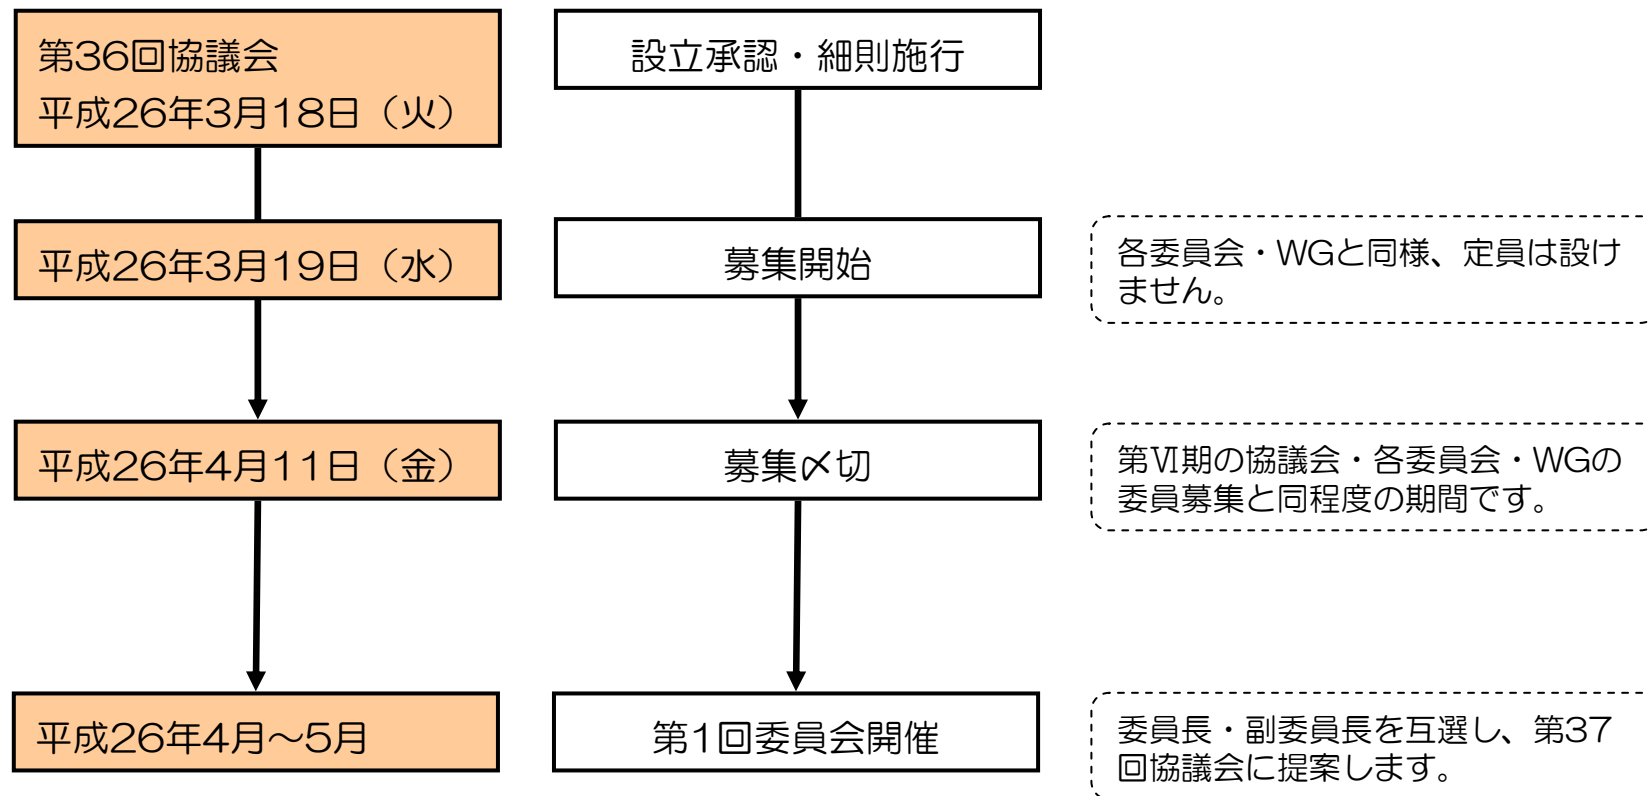 第36回協議会
平成26年3月18日（火）
設立承認・細則施行
平成26年3月19日（水）
募集開始
各委員会・WGと同様、定員は設け
ません。
平成26年4月11日（金）
募集〆切
第Ⅵ期の協議会・各委員会・WGの
委員募集と同程度の期間です。
平成26年4月～5月
第1回委員会開催
委員長・副委員長を互選し、第37
回協議会に提案します。